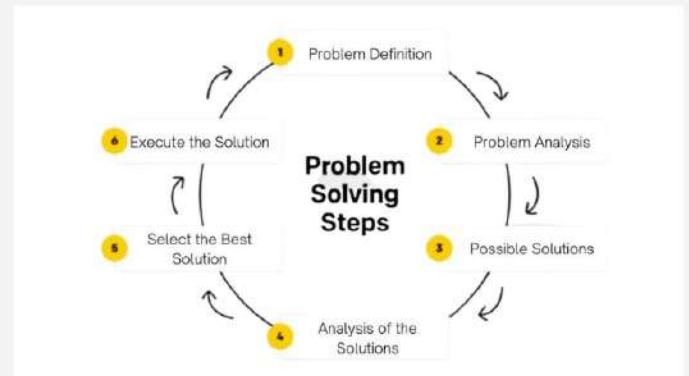 1 Problem Definition
2 Problem Analysis
3 Possible Solutions
4 Analysis of the
Solutions
5 Select the Best
Solution
6 Execute the Solution
Problem
Solving
Steps